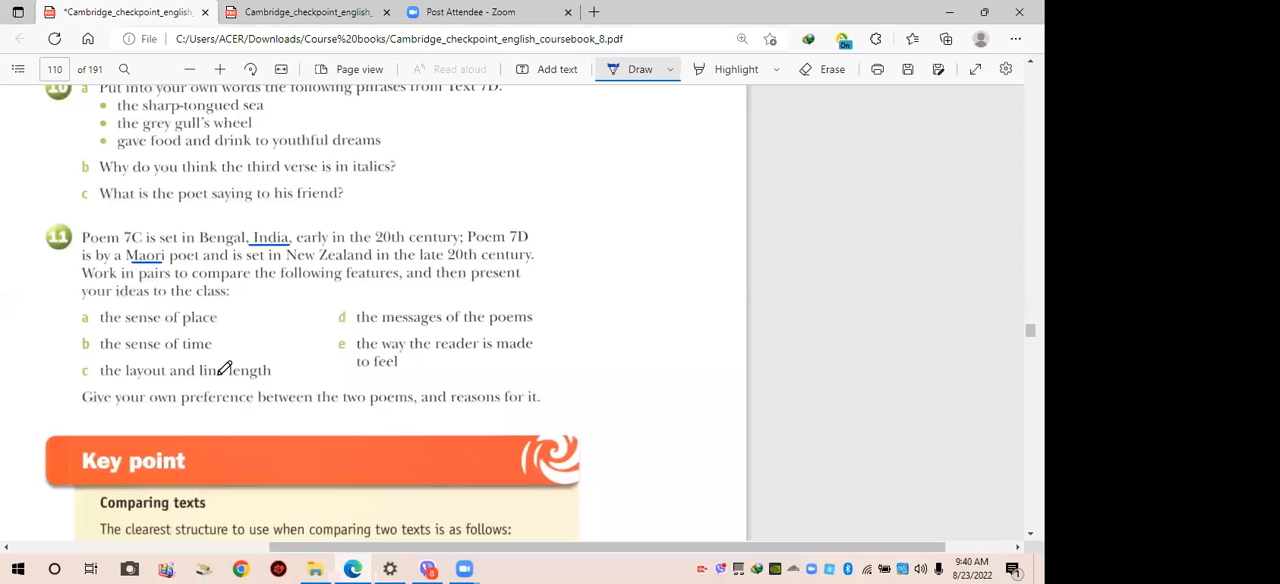 *Cambridge_checkpoint_english_
Cambridge_checkpoint_english_
Post Attendee - Zoom
File
C:/Users/ACER/Downloads/Course%20books/Cambridge_checkpoint_english_coursebook_8.pdf
On
110 of 191
Page view
Read aloud
Add text
Draw
Highlight
Erase
10 a Put into your own words the following phrases from Text 7D.
• the sharp-tongued sea
• the grey gull's wheel
• gave food and drink to youthful dreams
b Why do you think the third verse is in italics?
c What is the poet saying to his friend?
11 Poem 7C is set in Bengal, India, early in the 20th century; Poem 7D
is by a Maori poet and is set in New Zealand in the late 20th century.
Work in pairs to compare the following features, and then present
your ideas to the class:
a the sense of place
b the sense of time
c the layout and line length
d the messages of the poems
e the way the reader is made
to feel
Give your own preference between the two poems, and reasons for it.
Key point
Comparing texts
The clearest structure to use when comparing two texts is as follows:
9:40 AM
8/23/2022